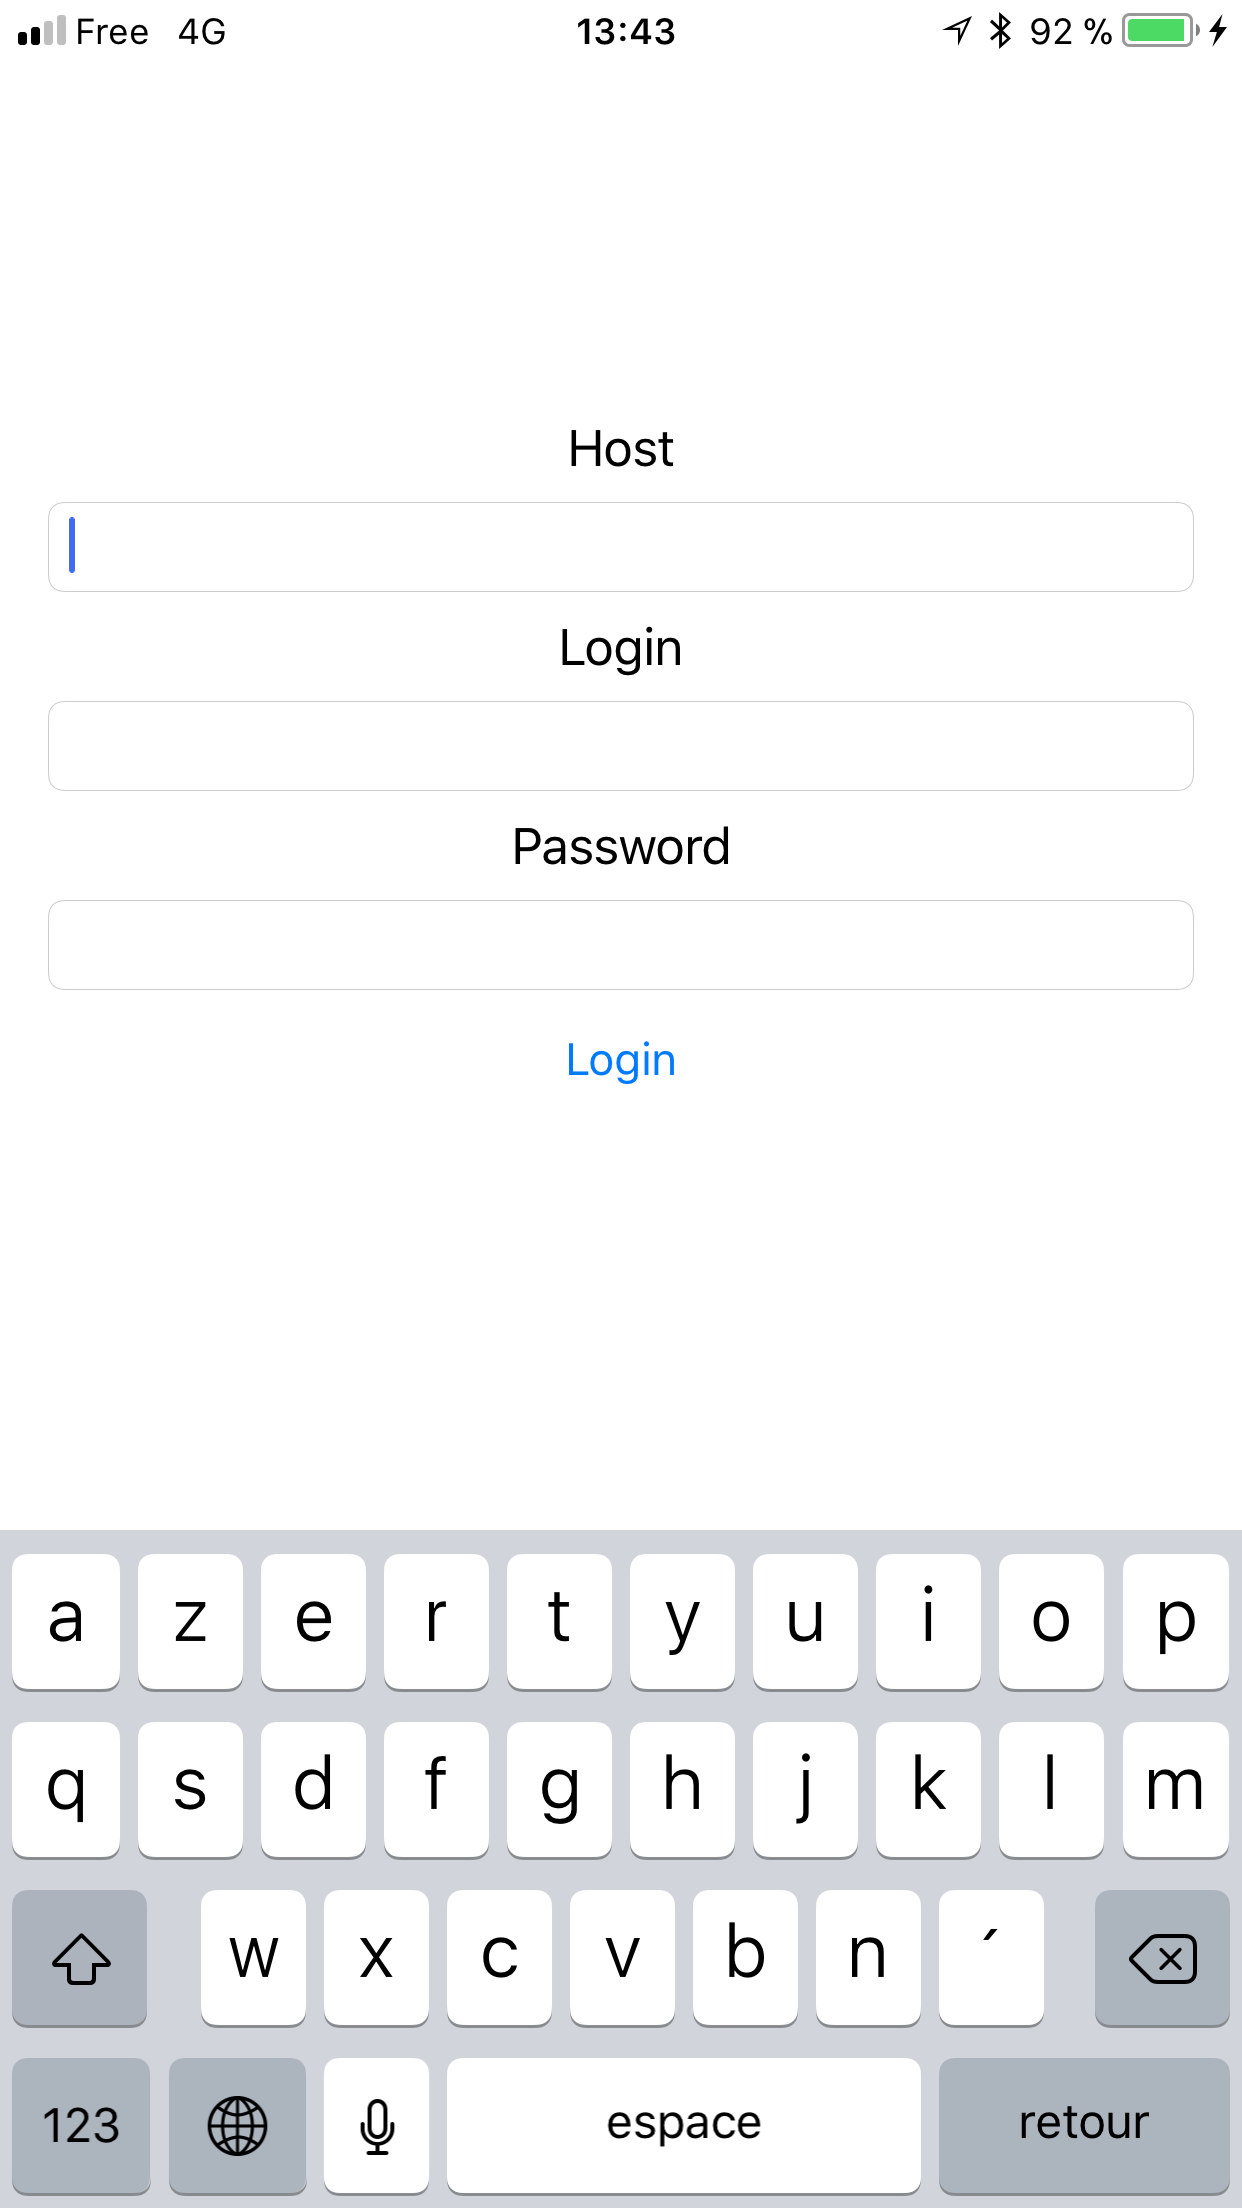 Free 4G 13:43 92 %
Host
Login
Password
Login
a z e r t y u i o p
q s d f g h j k l m
w x c v b n ´
123 espace retour